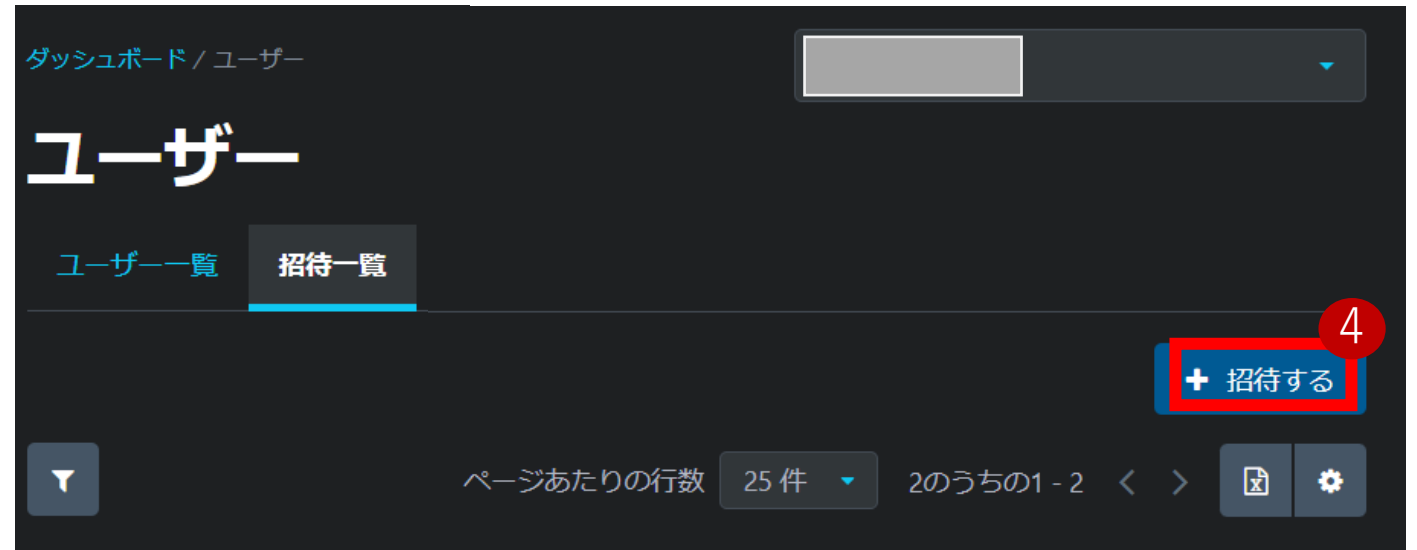 ダッシュボード / ユーザー
ユーザー
ユーザー一覧 招待一覧
4
+ 招待する
ページあたりの行数 25 件 2のうちの1 - 2 < >